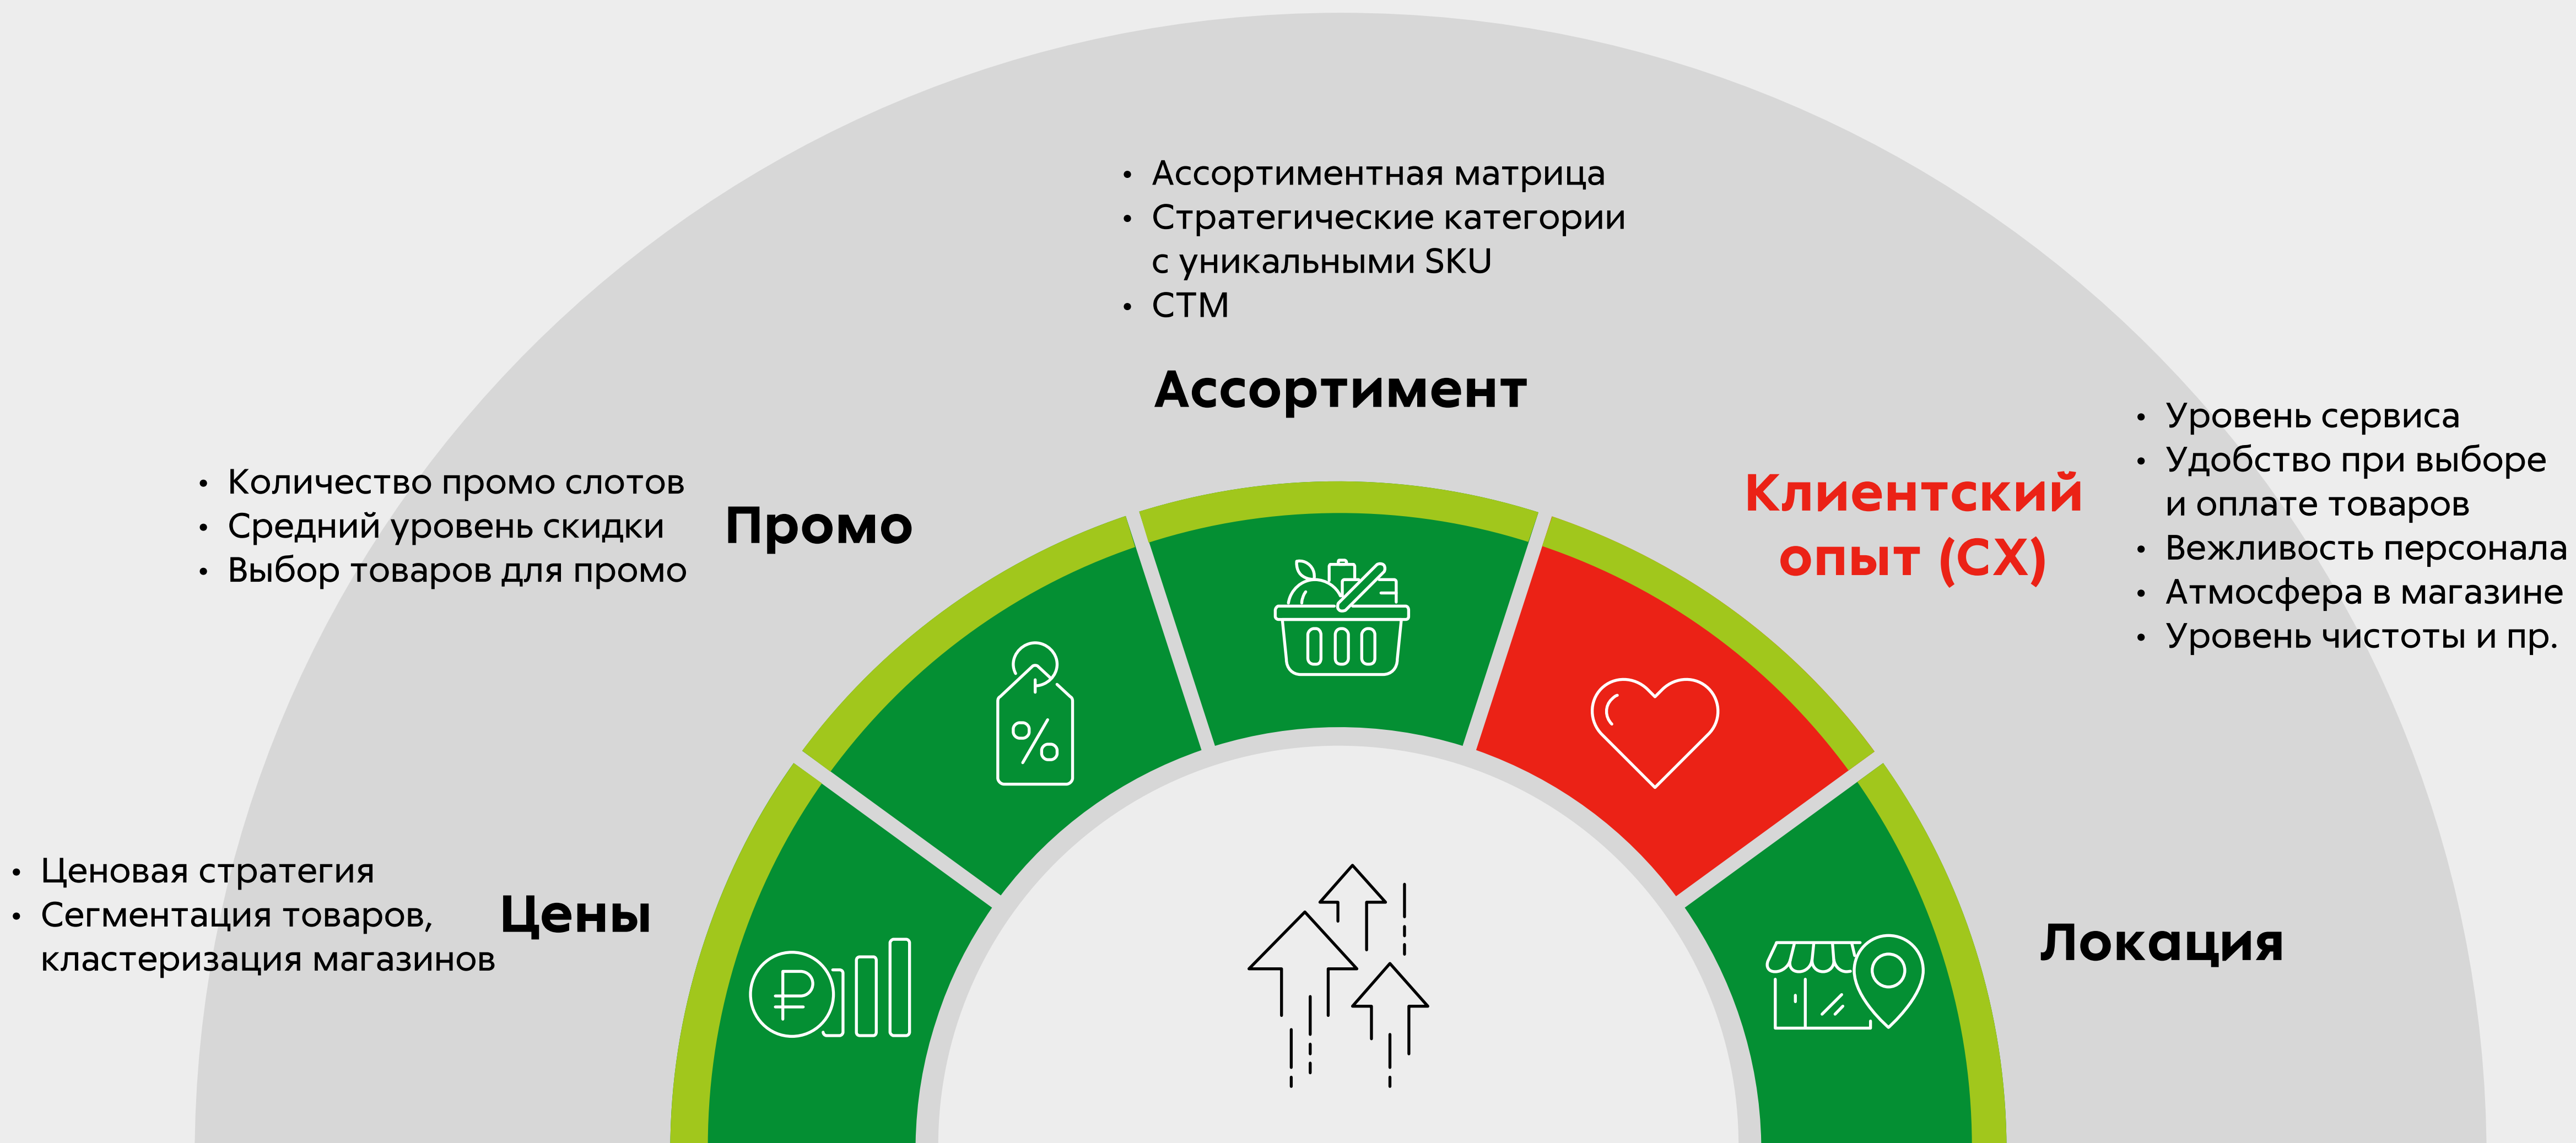 • Ассортиментная матрица
• Стратегические категории
с уникальными SKU
• СТМ
Ассортимент
• Количество промо слотов
• Средний уровень скидки
• Выбор товаров для промо
Промо
Клиентский
опыт (CX)
• Уровень сервиса
• Удобство при выборе
и оплате товаров
• Вежливость персонала
• Атмосфера в магазине
• Уровень чистоты и пр.
• Ценовая стратегия
• Сегментация товаров,
кластеризация магазинов
Цены
Локация